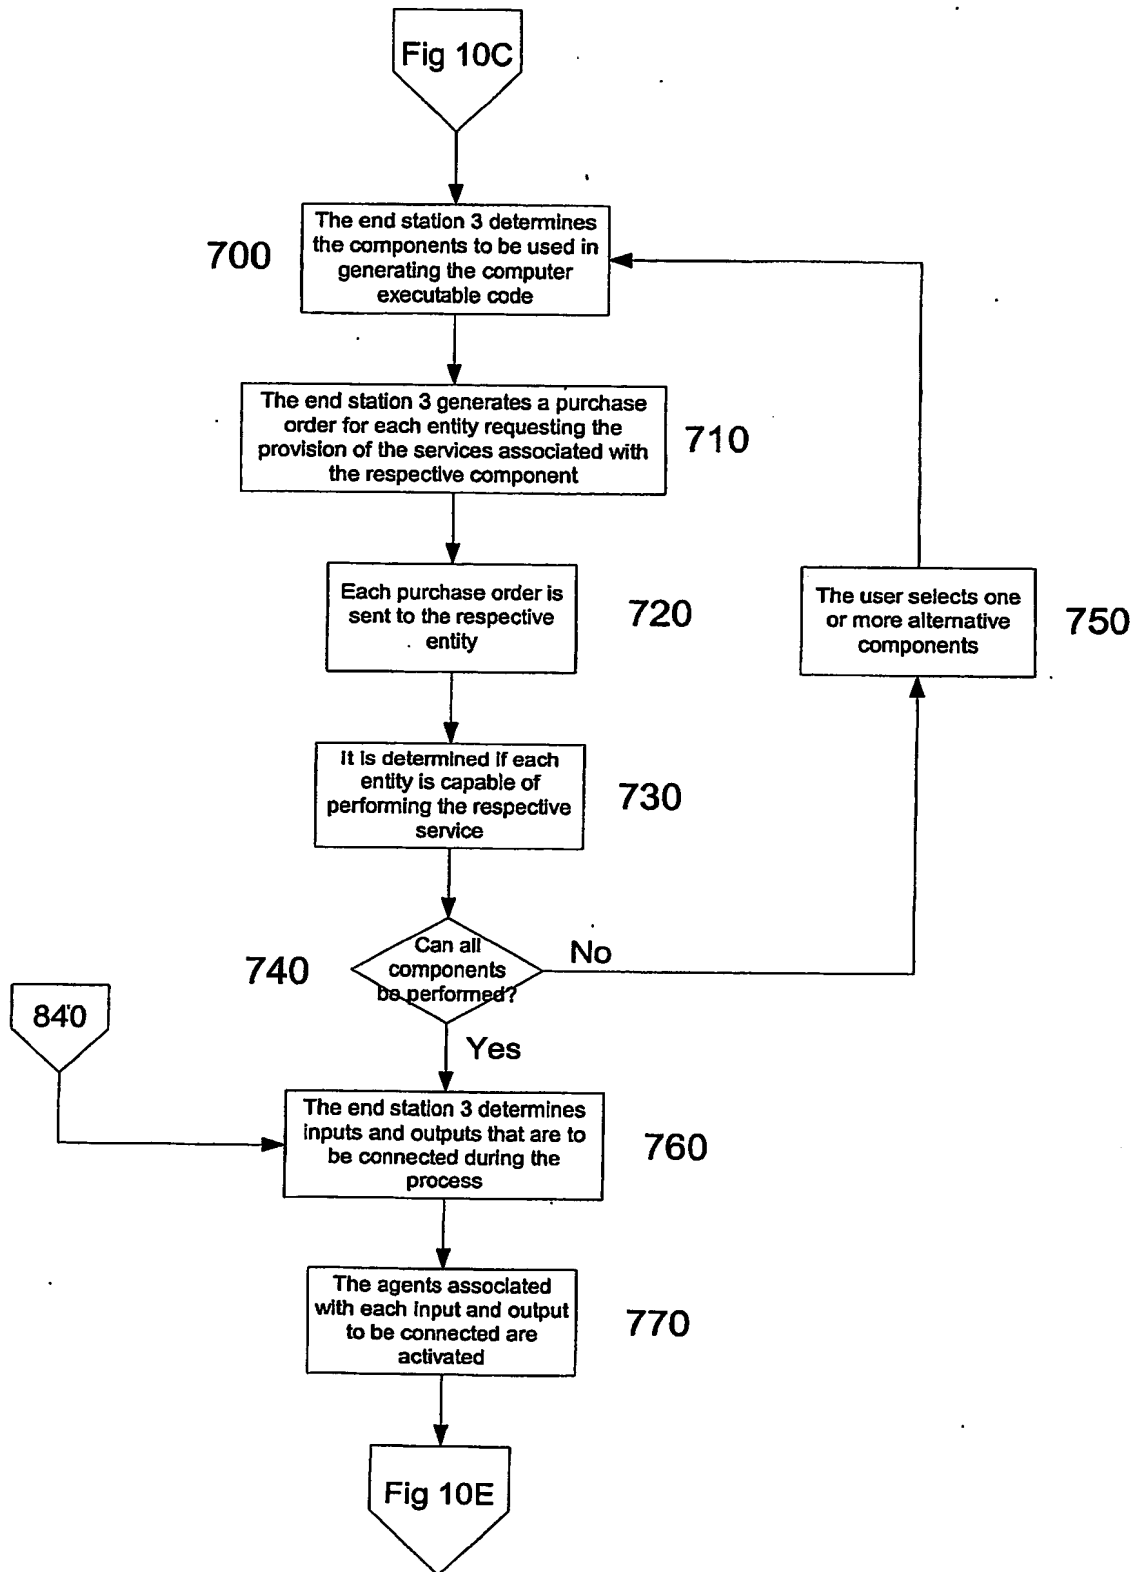 Fig 10C
700
The end station 3 determines
the components to be used in
generating the computer
executable code
The end station 3 generates a purchase
order for each entity requesting the
provision of the services associated with
the respective component
710
Each purchase order is
sent to the respective
entity
720
The user selects one
or more alternative
components
750
It is determined if each
entity is capable of
performing the respective
service
730
740
Can all
components
be performed?
No
840
Yes
The end station 3 determines
inputs and outputs that are to
be connected during the
process
760
The agents associated
with each input and output
to be connected are
activated
770
Fig 10E